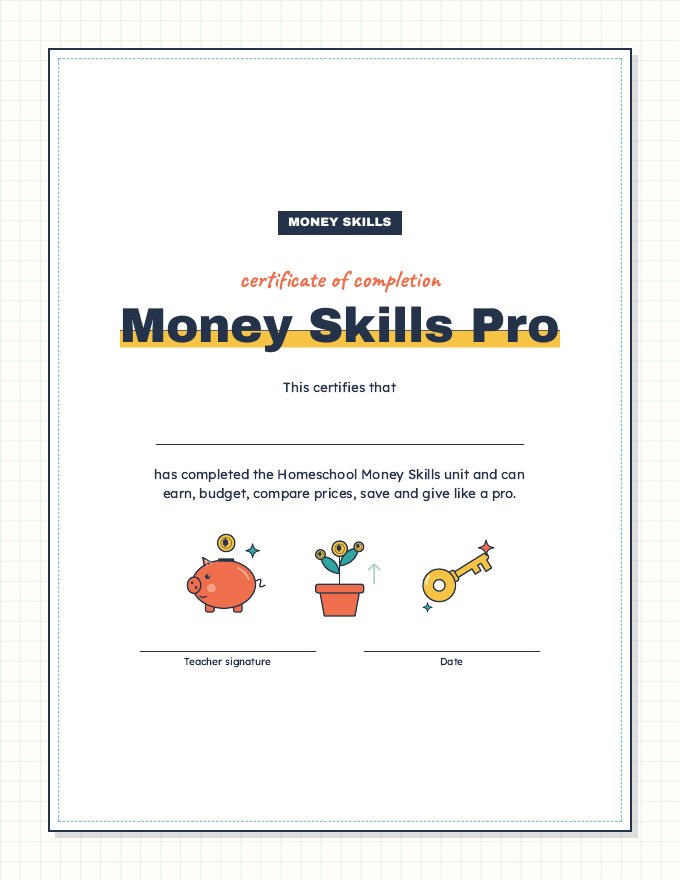 MONEY SKILLS
certificate of completion
Money Skills Pro
This certifies that
has completed the Homeschool Money Skills unit and can
earn, budget, compare prices, save and give like a pro.
Teacher signature
Date